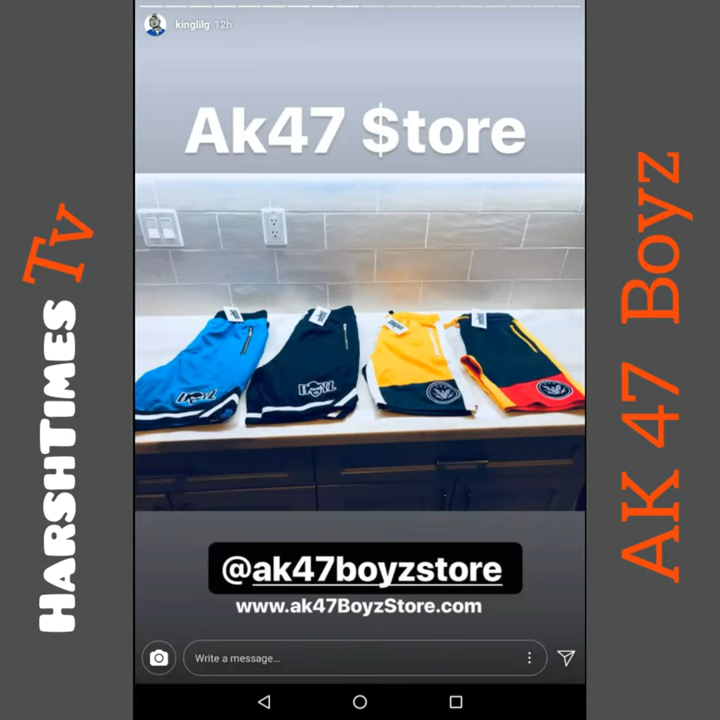 kinglilg 12h
Ak47 $tore
HARSHTIMES Tv
AK 47 Boyz
@ak47boyzstore
www.ak47BoyzStore.com
Write a message...